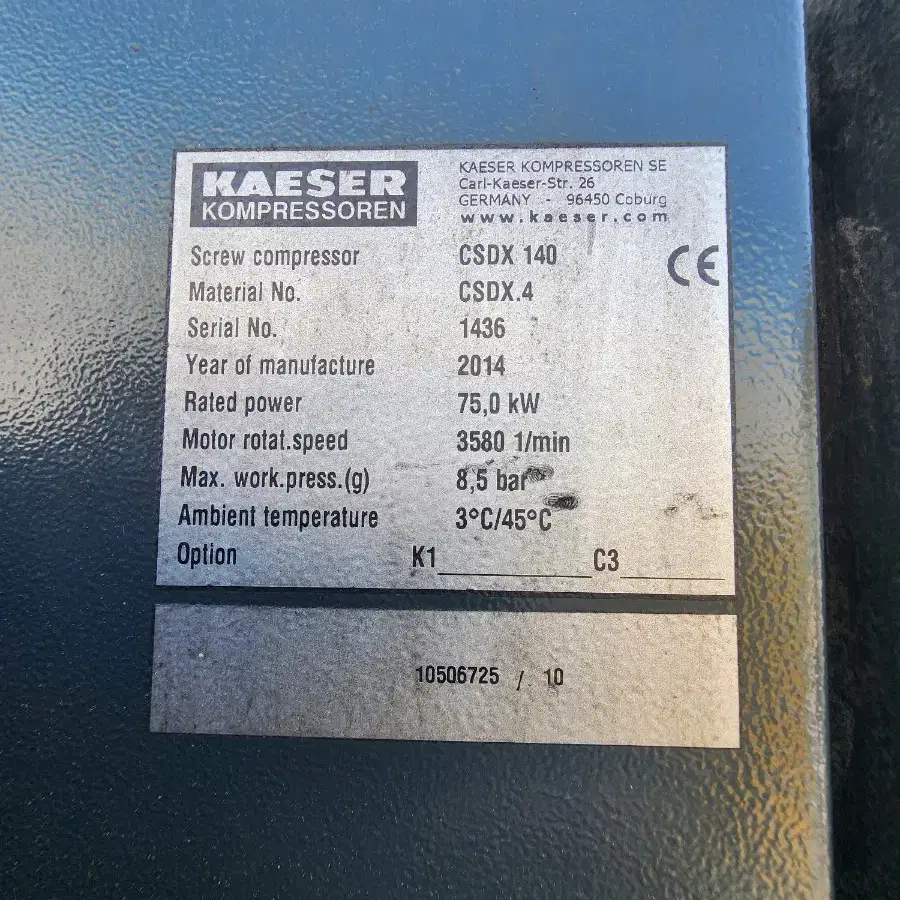 KAESER
KOMPRESSOREN
KAESER KOMPRESSOREN SE
Carl-Kaeser-Str. 26
GERMANY - 96450 Coburg
www.kaeser.com
CE
Screw compressor CSDX 140
Material No. CSDX.4
Serial No. 1436
Year of manufacture 2014
Rated power 75,0 kW
Motor rotat.speed 3580 1/min
Max. work.press.(g) 8,5 bar
Ambient temperature 3°C/45°C
Option K1 C3
10506725 / 10